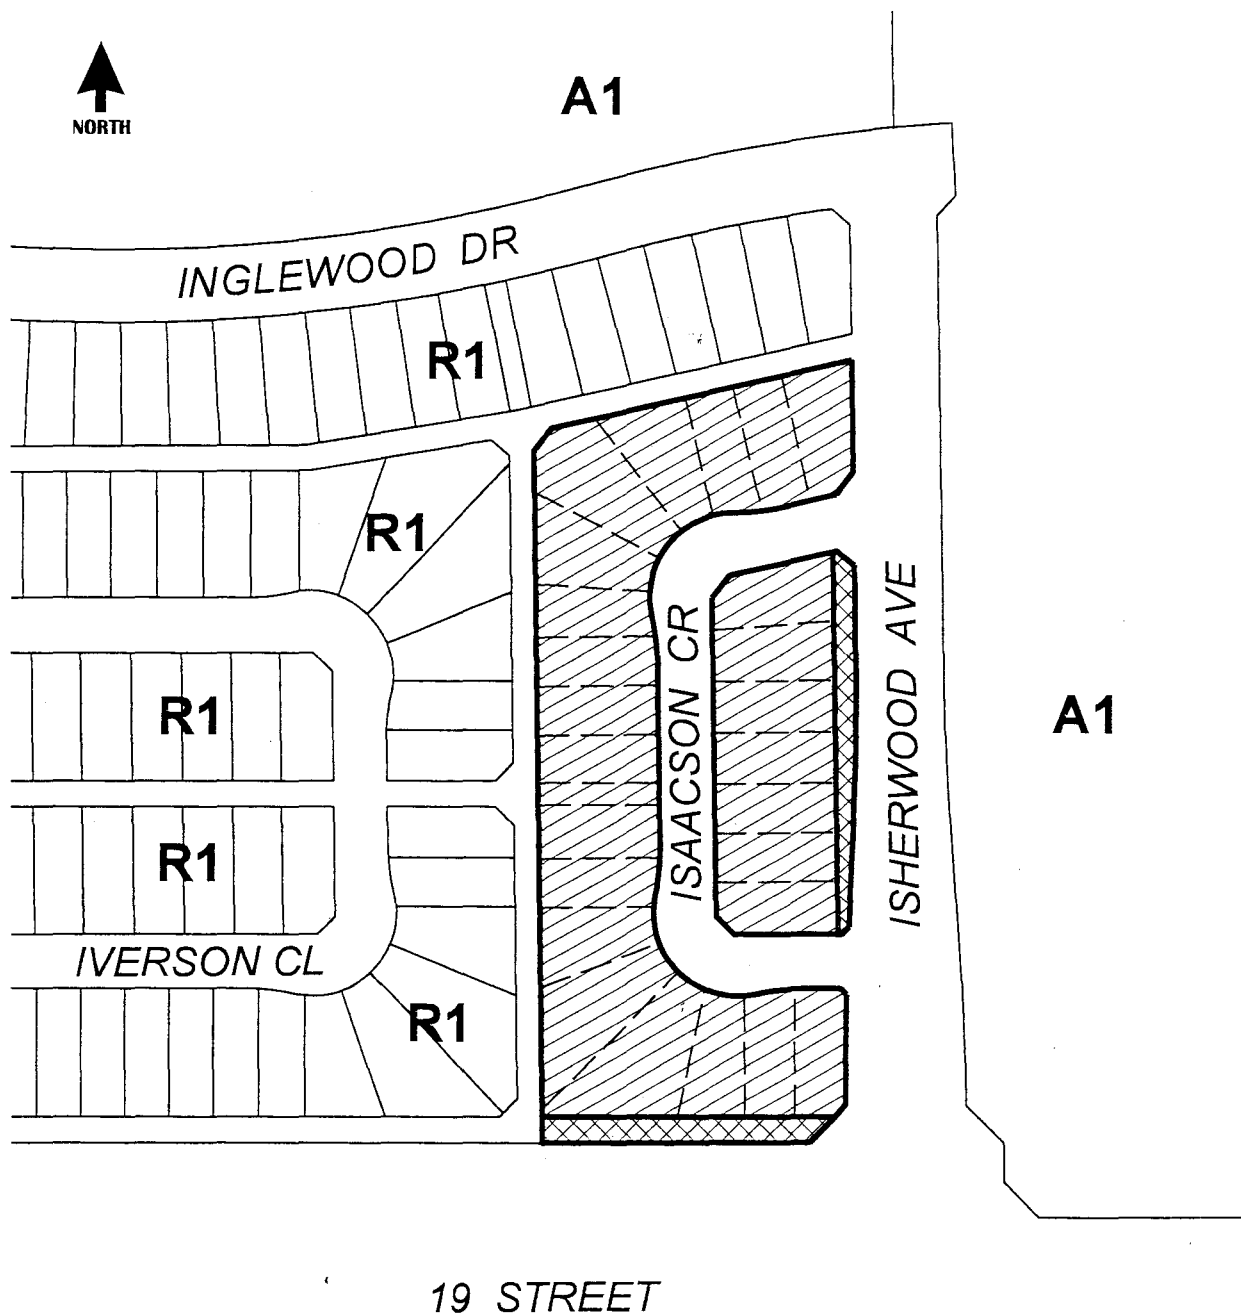 A1
NORTH
INGLEWOOD DR
R1
R1
ISAACSON CR
ISHERWOOD AVE
R1
A1
R1
IVERSON CL
R1
19 STREET